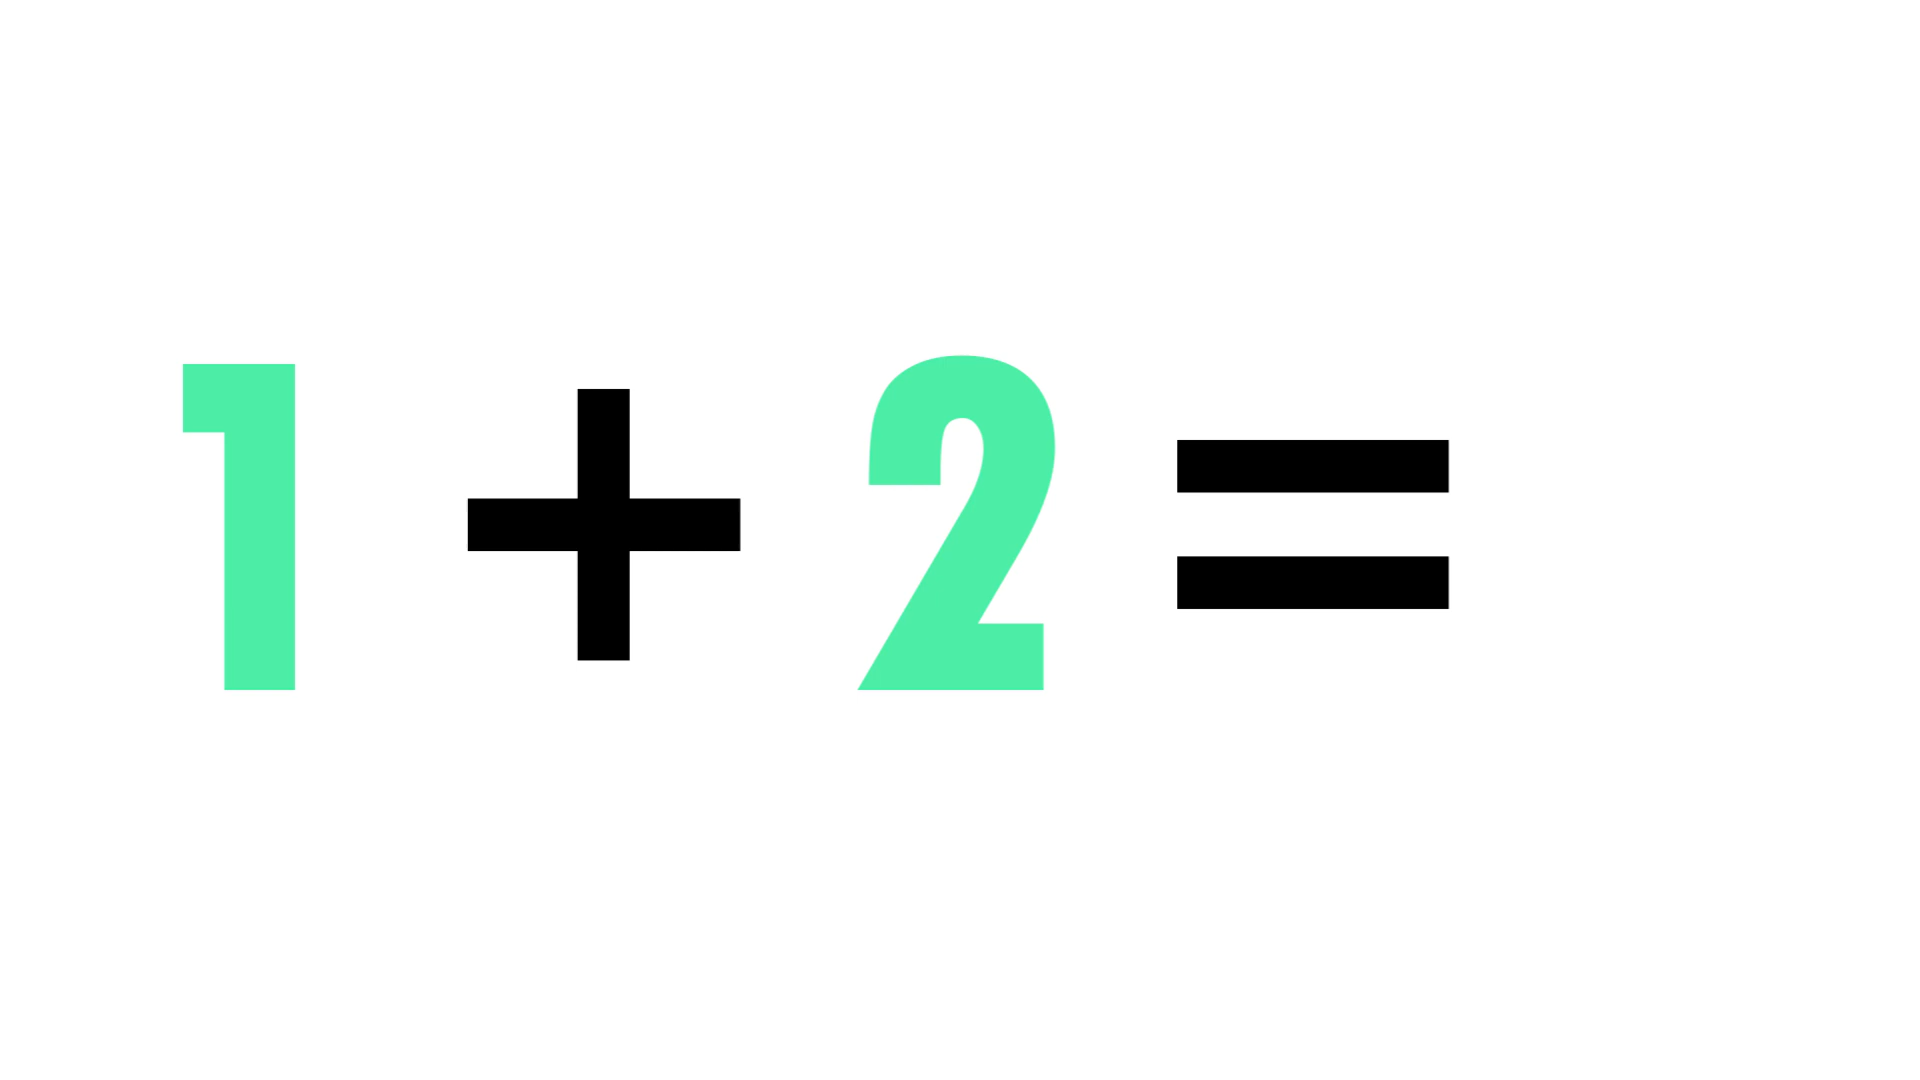 1 + 2 =